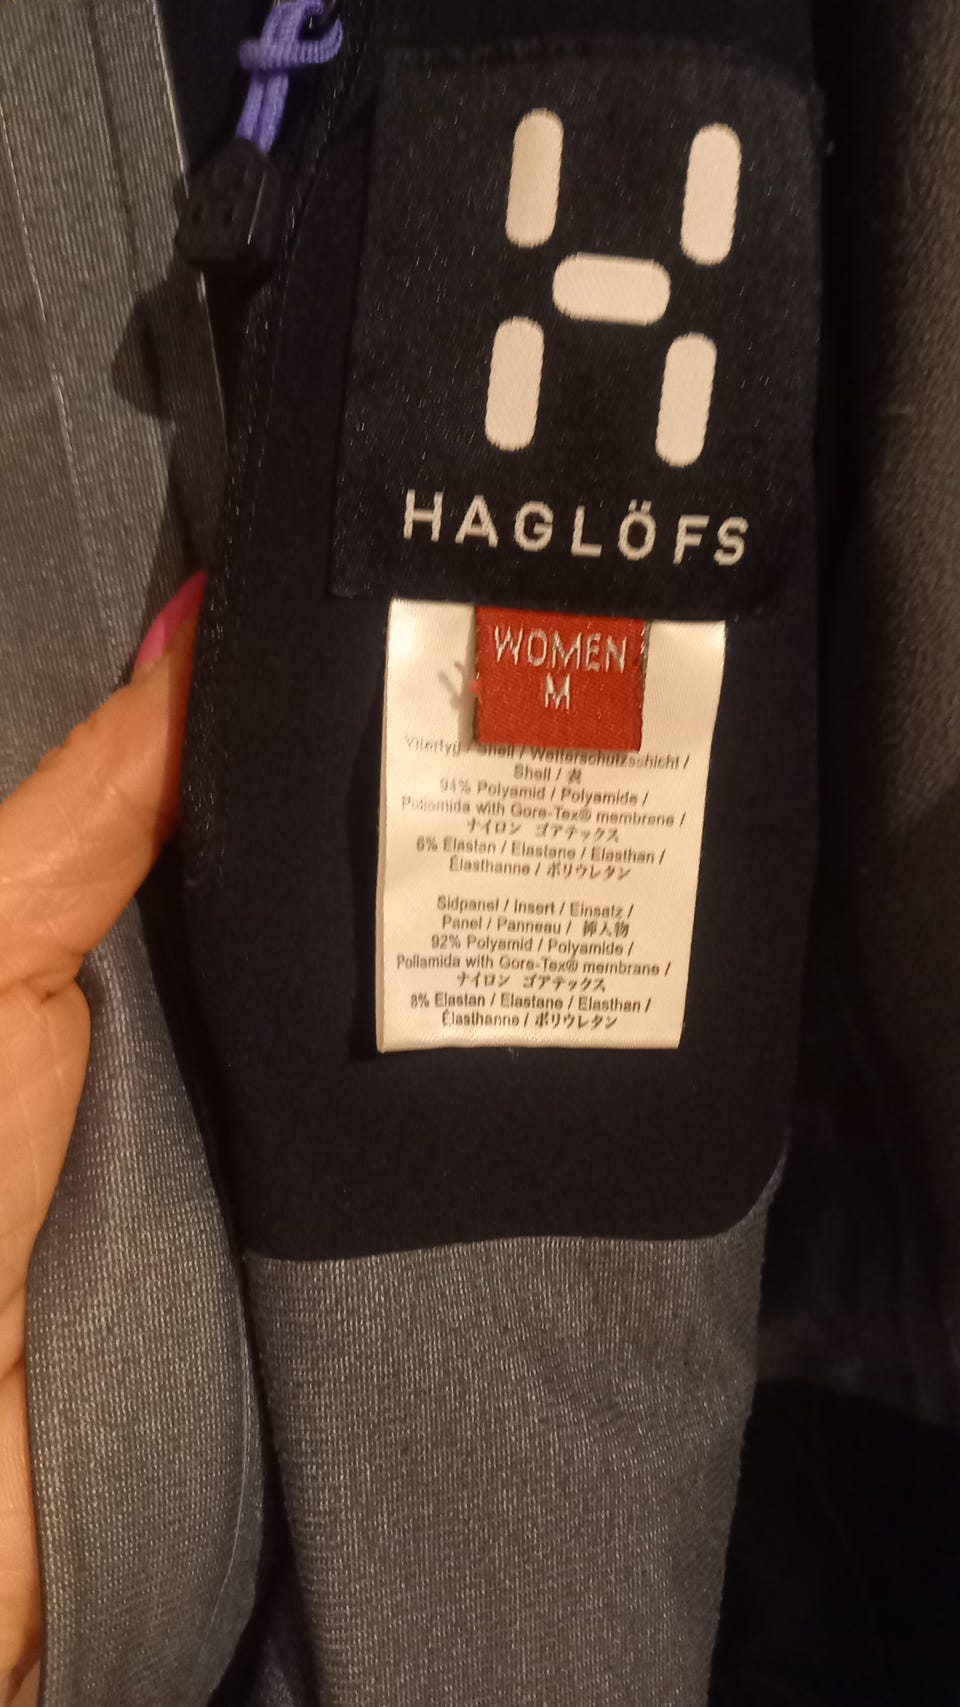 HAGLÖFS
WOMEN
M
Yttertyg / Shell / Wetterschutzschicht /
Shell / 表
94% Polyamid / Polyamide /
Poliamida with Gore-Tex® membrane /
ナイロン ゴアテックス
6% Elastan / Elastane / Elasthan /
Élasthanne / ポリウレタン
Sidpanel / Insert / Einsatz /
Panel / Panneau / 挿入物
92% Polyamid / Polyamide /
Poliamida with Gore-Tex® membrane /
ナイロン ゴアテックス
8% Elastan / Elastane / Elasthan /
Élasthanne / ポリウレタン